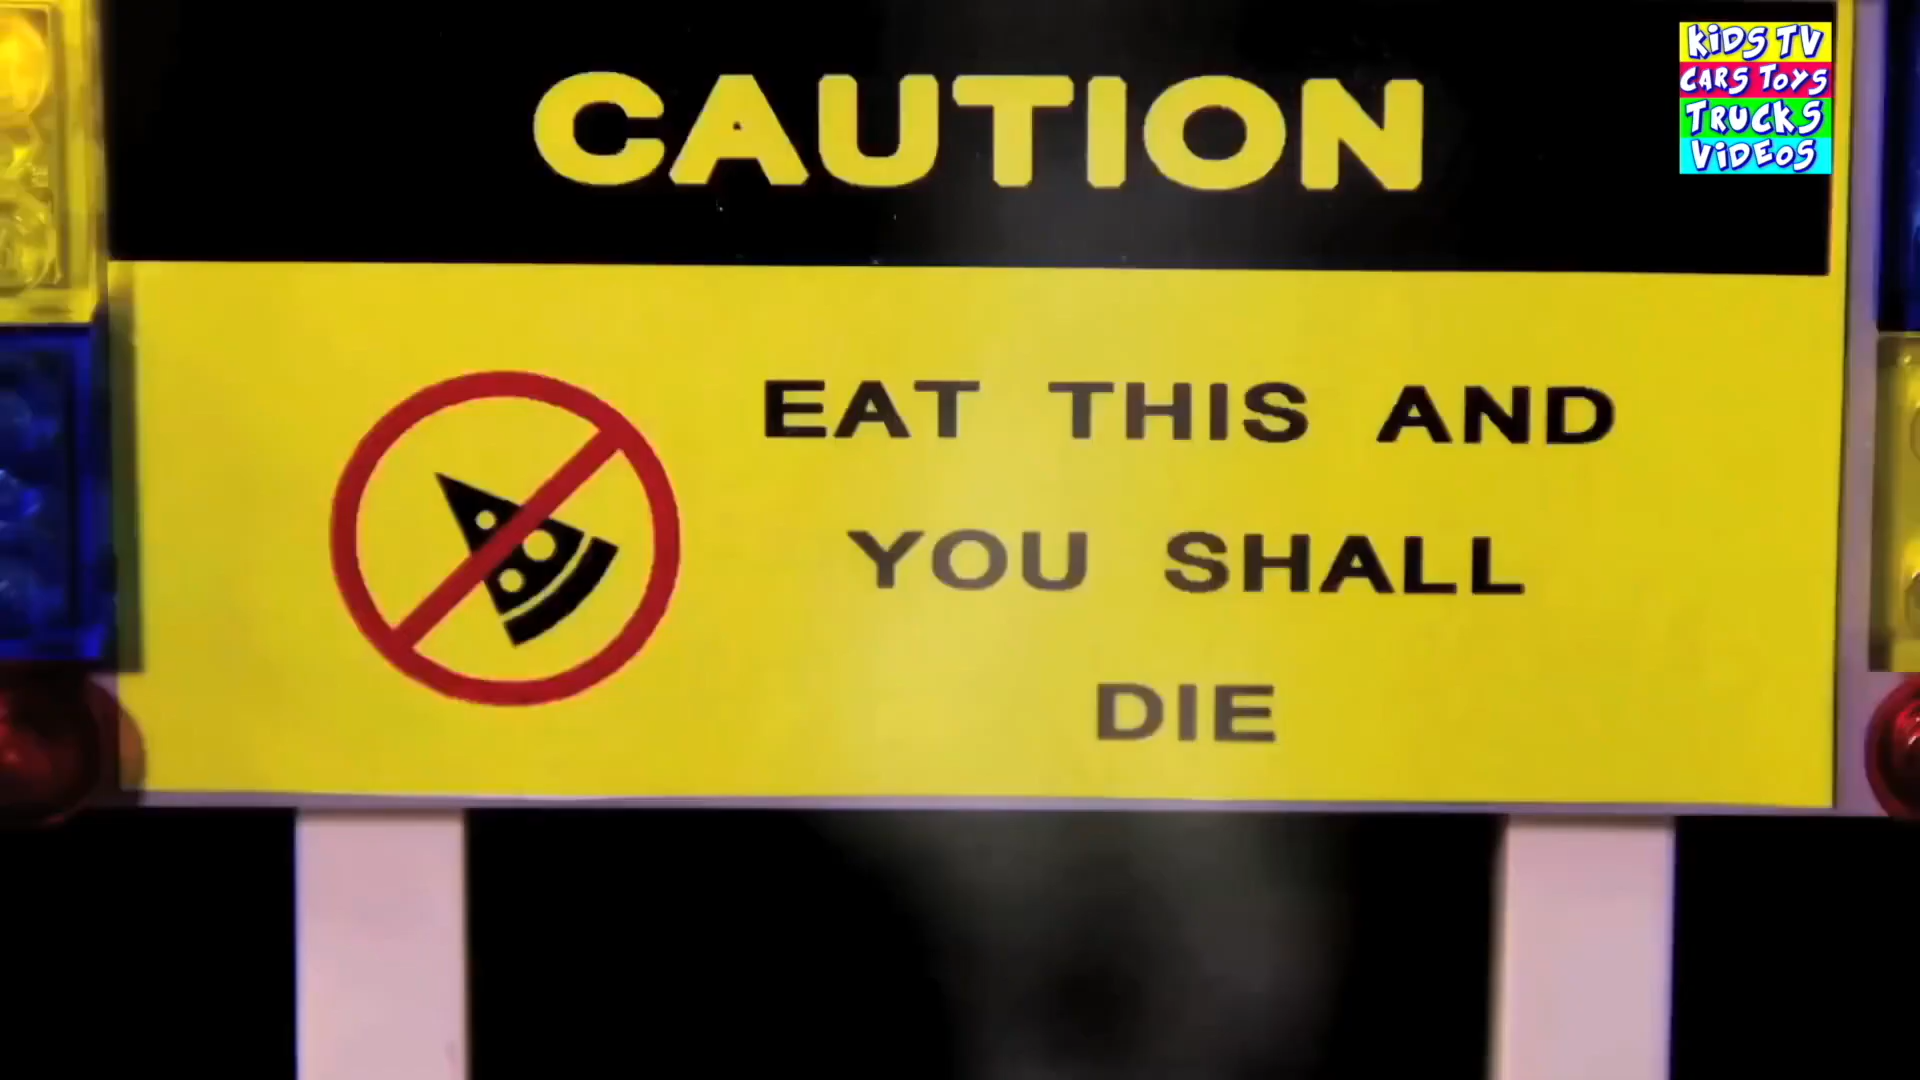 CAUTION
EAT THIS AND
YOU SHALL
DIE
KiDS TV
CARS TOYS
TRUCKS
ViDEOS